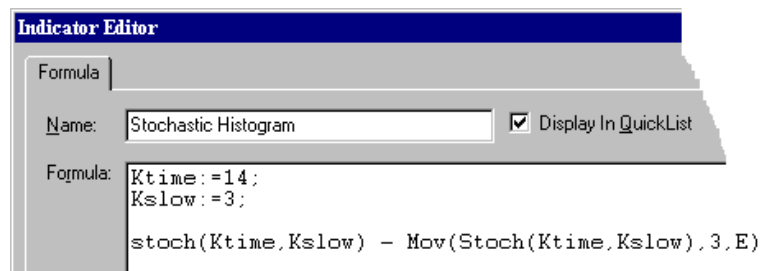 Indicator Editor
Formula
Name: Stochastic Histogram Display In QuickList
Formula: Ktime:=14;
Kslow:=3;
stoch(Ktime,Kslow) - Mov(Stoch(Ktime,Kslow),3,E)